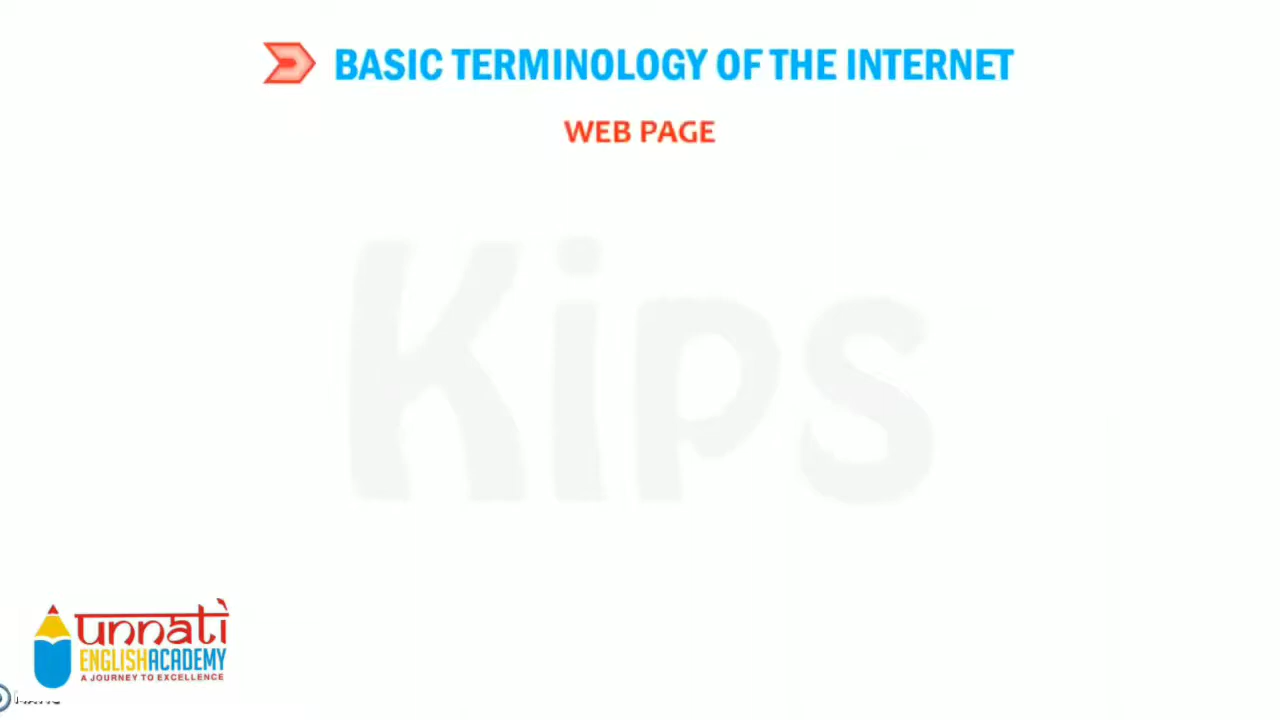 BASIC TERMINOLOGY OF THE INTERNET
WEB PAGE
Kips
unnati
ENGLISHACADEMY
A JOURNEY TO EXCELLENCE